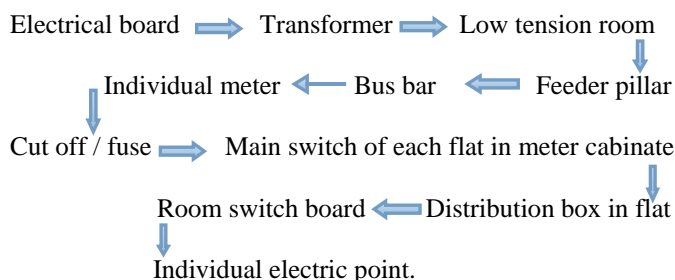 Electrical board Transformer Low tension room
Individual meter Bus bar Feeder pillar
Cut off / fuse Main switch of each flat in meter cabinate
Room switch board Distribution box in flat
Individual electric point.